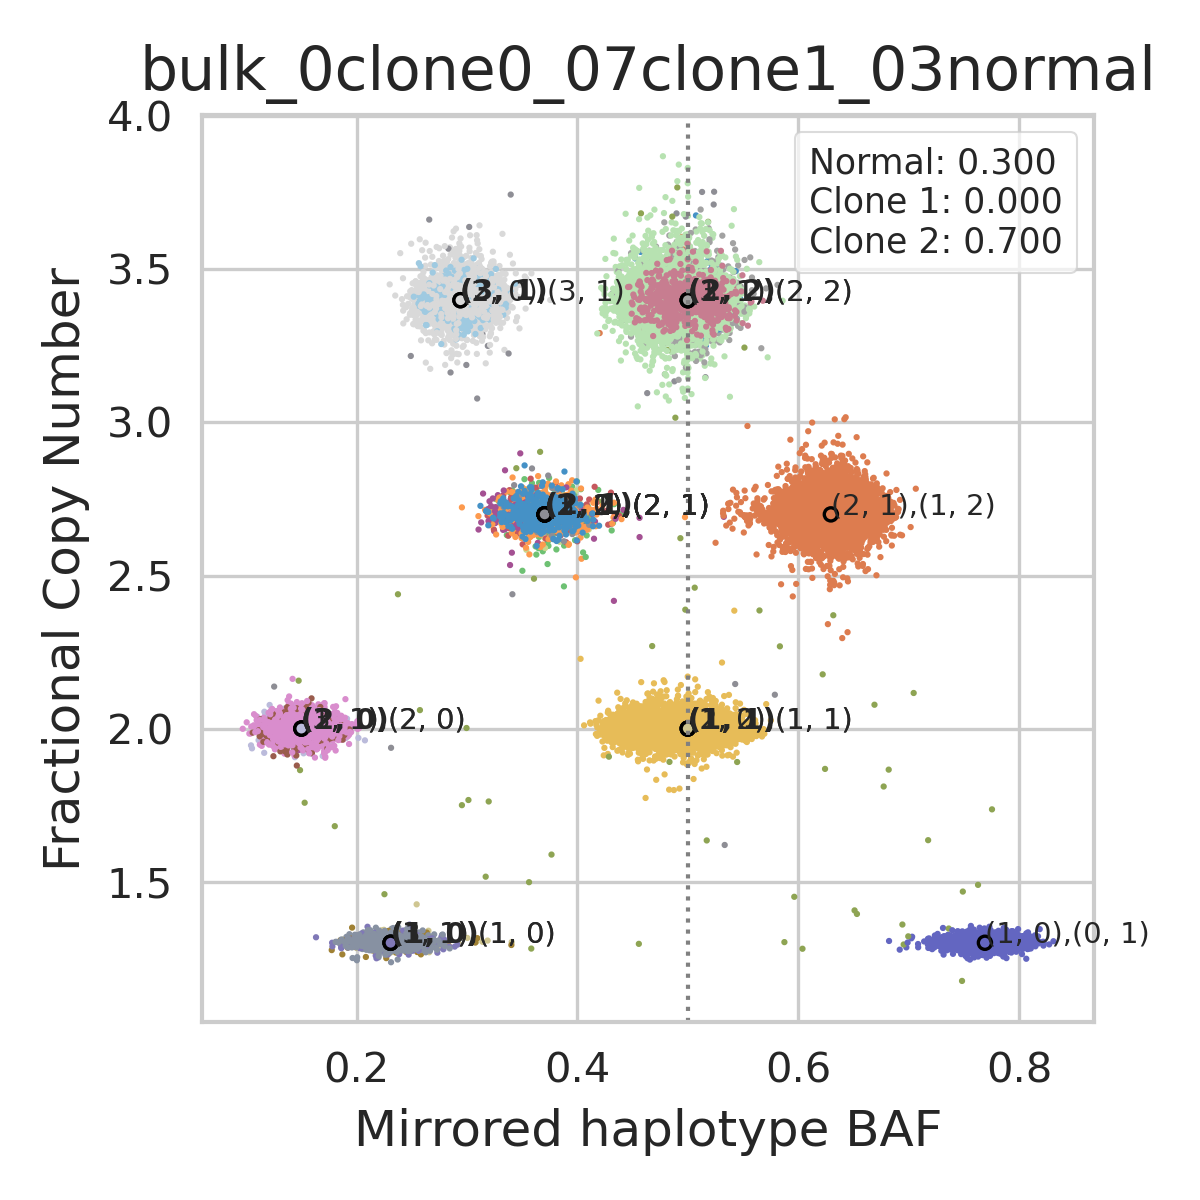 bulk_0clone0_07clone1_03normal
4.0
Normal: 0.300
Clone 1: 0.000
Clone 2: 0.700
3.5
(3, 1)
(2, 2)
3.0
(2, 1)
(2, 1),(1, 2)
2.5
2.0
(2, 0)
(1, 1)
1.5
(1, 0)
(1, 0),(0, 1)
Fractional Copy Number
0.2
0.4
0.6
0.8
Mirrored haplotype BAF